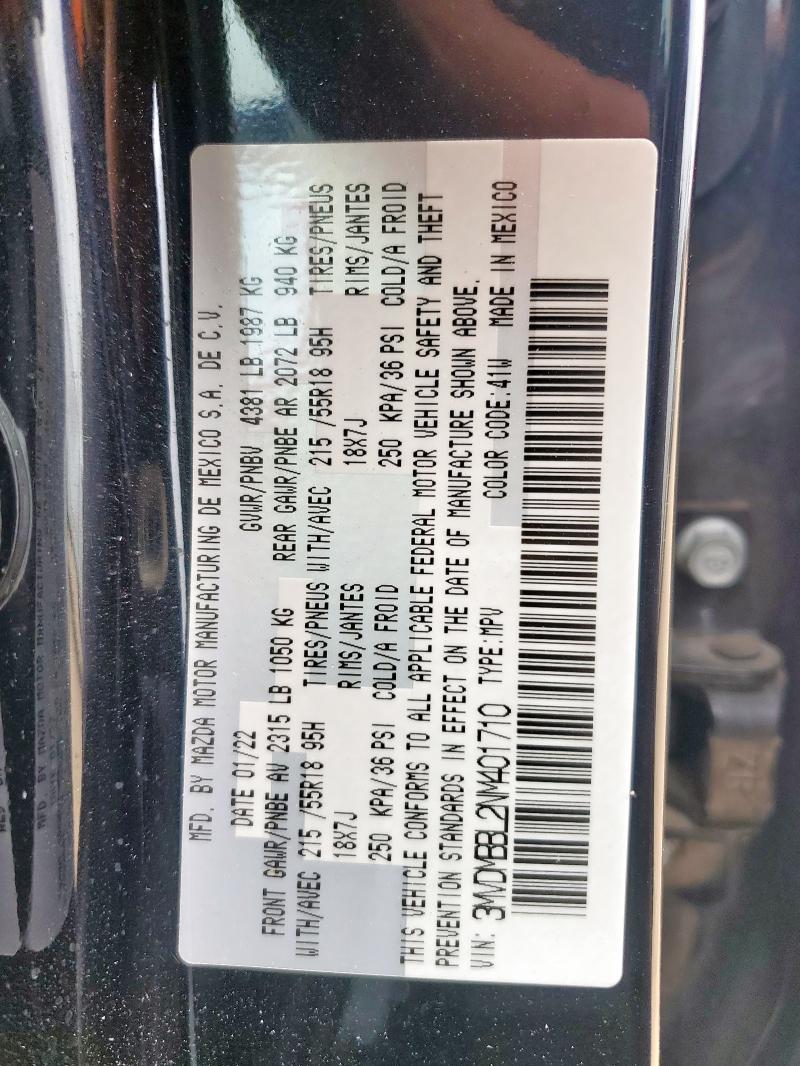 MFD. BY MAZDA MOTOR MANUFACTURING DE MEXICO S.A. DE C.V.
DATE 01/22 GVWR/PNBV 4381 LB 1987 KG
FRONT GAWR/PNBE AV 2315 LB 1050 KG REAR GAWR/PNBE AR 2072 LB 940 KG
WITH/AVEC 215 /55R18 95H TIRES/PNEUS WITH/AVEC 215 /55R18 95H TIRES/PNEUS
18X7J RIMS/JANTES 18X7J RIMS/JANTES
250 KPA/36 PSI COLD/A FROID 250 KPA/36 PSI COLD/A FROID
THIS VEHICLE CONFORMS TO ALL APPLICABLE FEDERAL MOTOR VEHICLE SAFETY AND THEFT
PREVENTION STANDARDS IN EFFECT ON THE DATE OF MANUFACTURE SHOWN ABOVE.
VIN: 3MVDMBBL2NM401710 TYPE:MPV COLOR CODE:41W MADE IN MEXICO